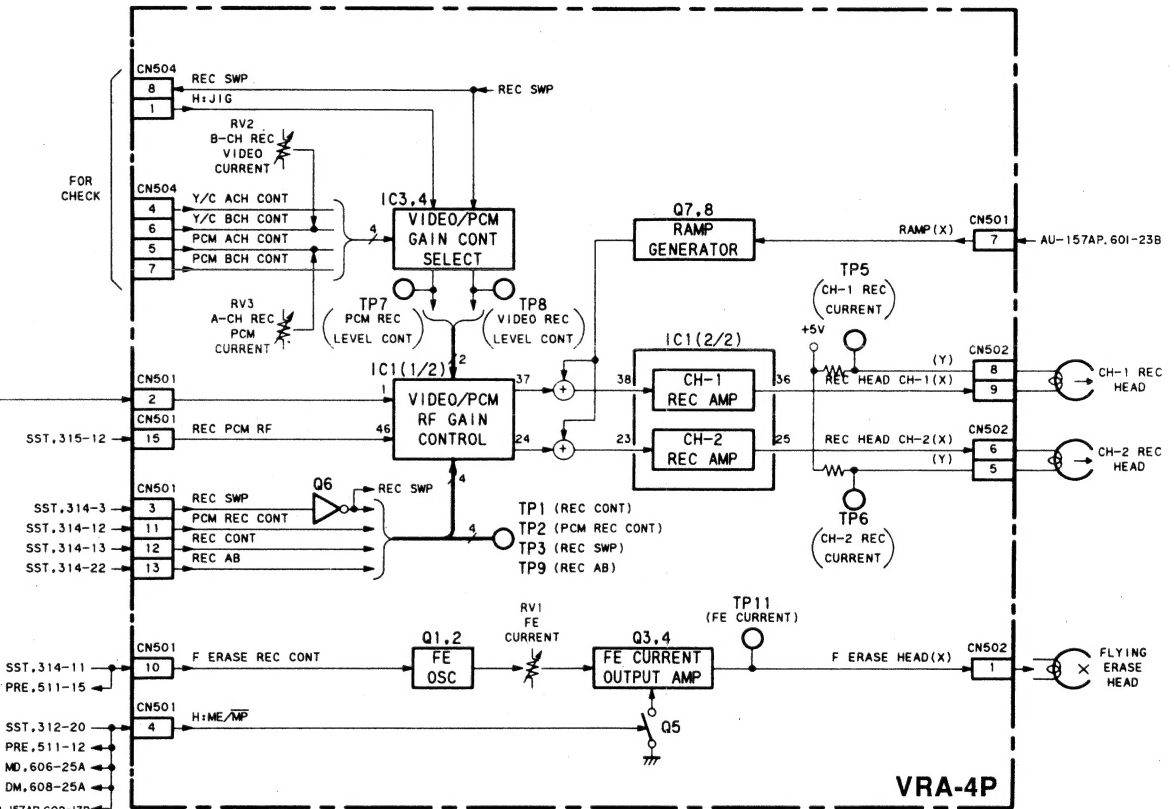 CN504
8 REC SWP
REC SWP
1 H:JIG
RV2
B-CH REC
VIDEO
CURRENT
FOR
CHECK
CN504
4 Y/C ACH CONT
6 Y/C BCH CONT
5 PCM ACH CONT
7 PCM BCH CONT
4
IC3,4
VIDEO/PCM
GAIN CONT
SELECT
Q7,8
RAMP
GENERATOR
RAMP(X)
CN501
7
AU-157AP.601-23B
RV3
A-CH REC
PCM
CURRENT
TP7
(PCM REC
LEVEL CONT)
TP8
(VIDEO REC
LEVEL CONT)
2
TP5
(CH-1 REC
CURRENT)
+5V
CN501
2
1
IC1(1/2)
VIDEO/PCM
RF GAIN
CONTROL
37
+
IC1(2/2)
38
CH-1
REC AMP
36
(Y)
REC HEAD CH-1(X)
CN502
8
9
CH-1 REC
HEAD
CN501
SST,315-12
15
REC PCM RF
46
24
+
23
CH-2
REC AMP
25
REC HEAD CH-2(X)
(Y)
CN502
6
5
CH-2 REC
HEAD
TP6
(CH-2 REC
CURRENT)
4
CN501
SST,314-3
3
REC SWP
Q6
REC SWP
SST,314-12
11
PCM REC CONT
SST,314-13
12
REC CONT
SST,314-22
13
REC AB
4
TP1 (REC CONT)
TP2 (PCM REC CONT)
TP3 (REC SWP)
TP9 (REC AB)
CN501
SST,314-11
10
F ERASE REC CONT
PRE,511-15
Q1,2
FE
OSC
RV1
FE
CURRENT
Q3,4
FE CURRENT
OUTPUT AMP
TP11
(FE CURRENT)
F ERASE HEAD(X)
CN502
1
FLYING
ERASE
HEAD
CN501
SST,312-20
4
H:ME/MP
Q5
PRE,511-12
MD,606-25A
DM,608-25A
VRA-4P